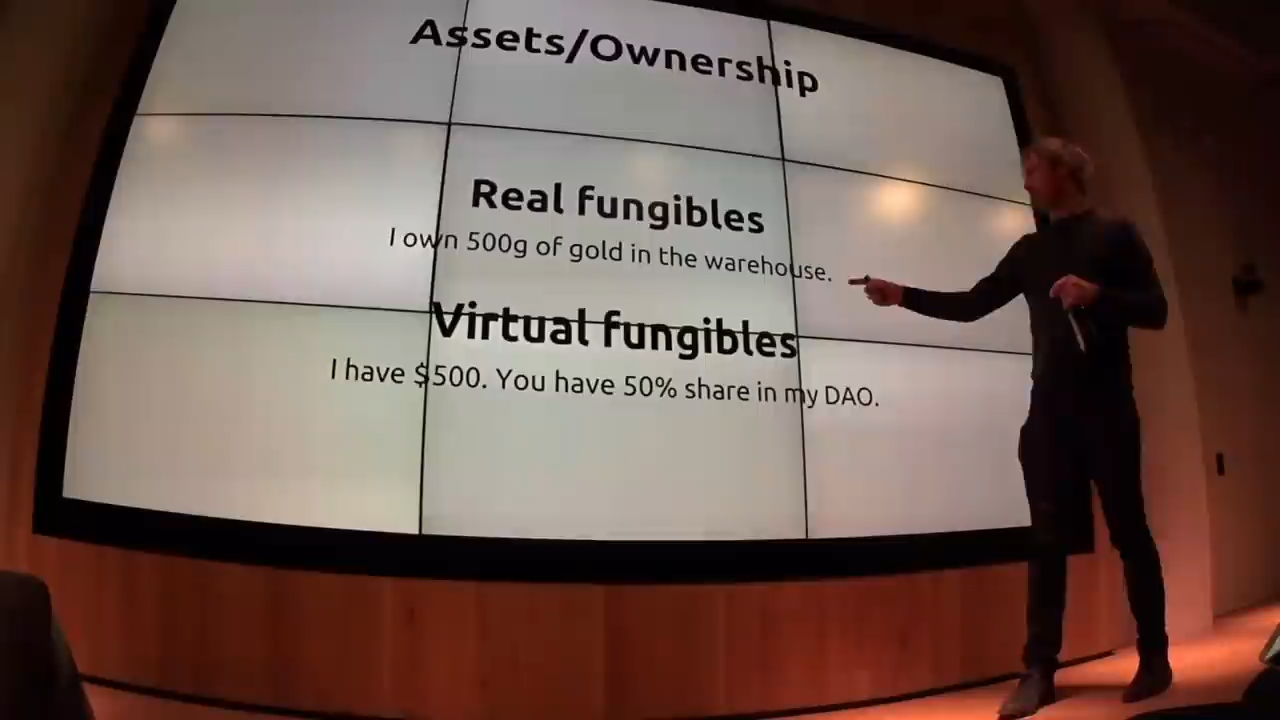 Assets/Ownership
Real fungibles
I own 500g of gold in the warehouse.
Virtual fungibles
I have $500. You have 50% share in my DAO.